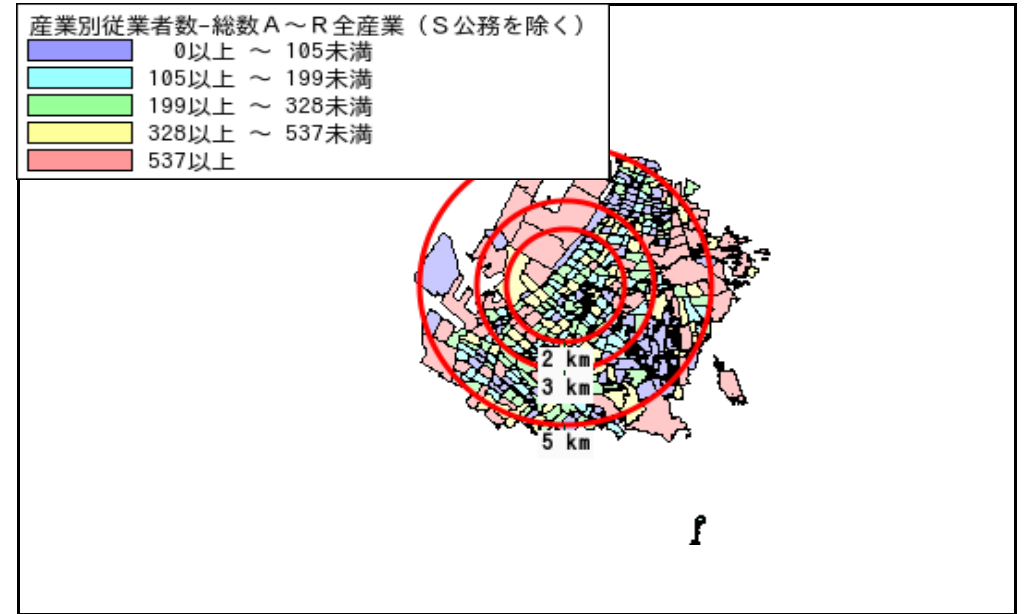 産業別従業者数−総数Ａ～Ｒ全産業（Ｓ公務を除く）
0以上 ～ 105未満
105以上 ～ 199未満
199以上 ～ 328未満
328以上 ～ 537未満
537以上
2 km
3 km
5 km